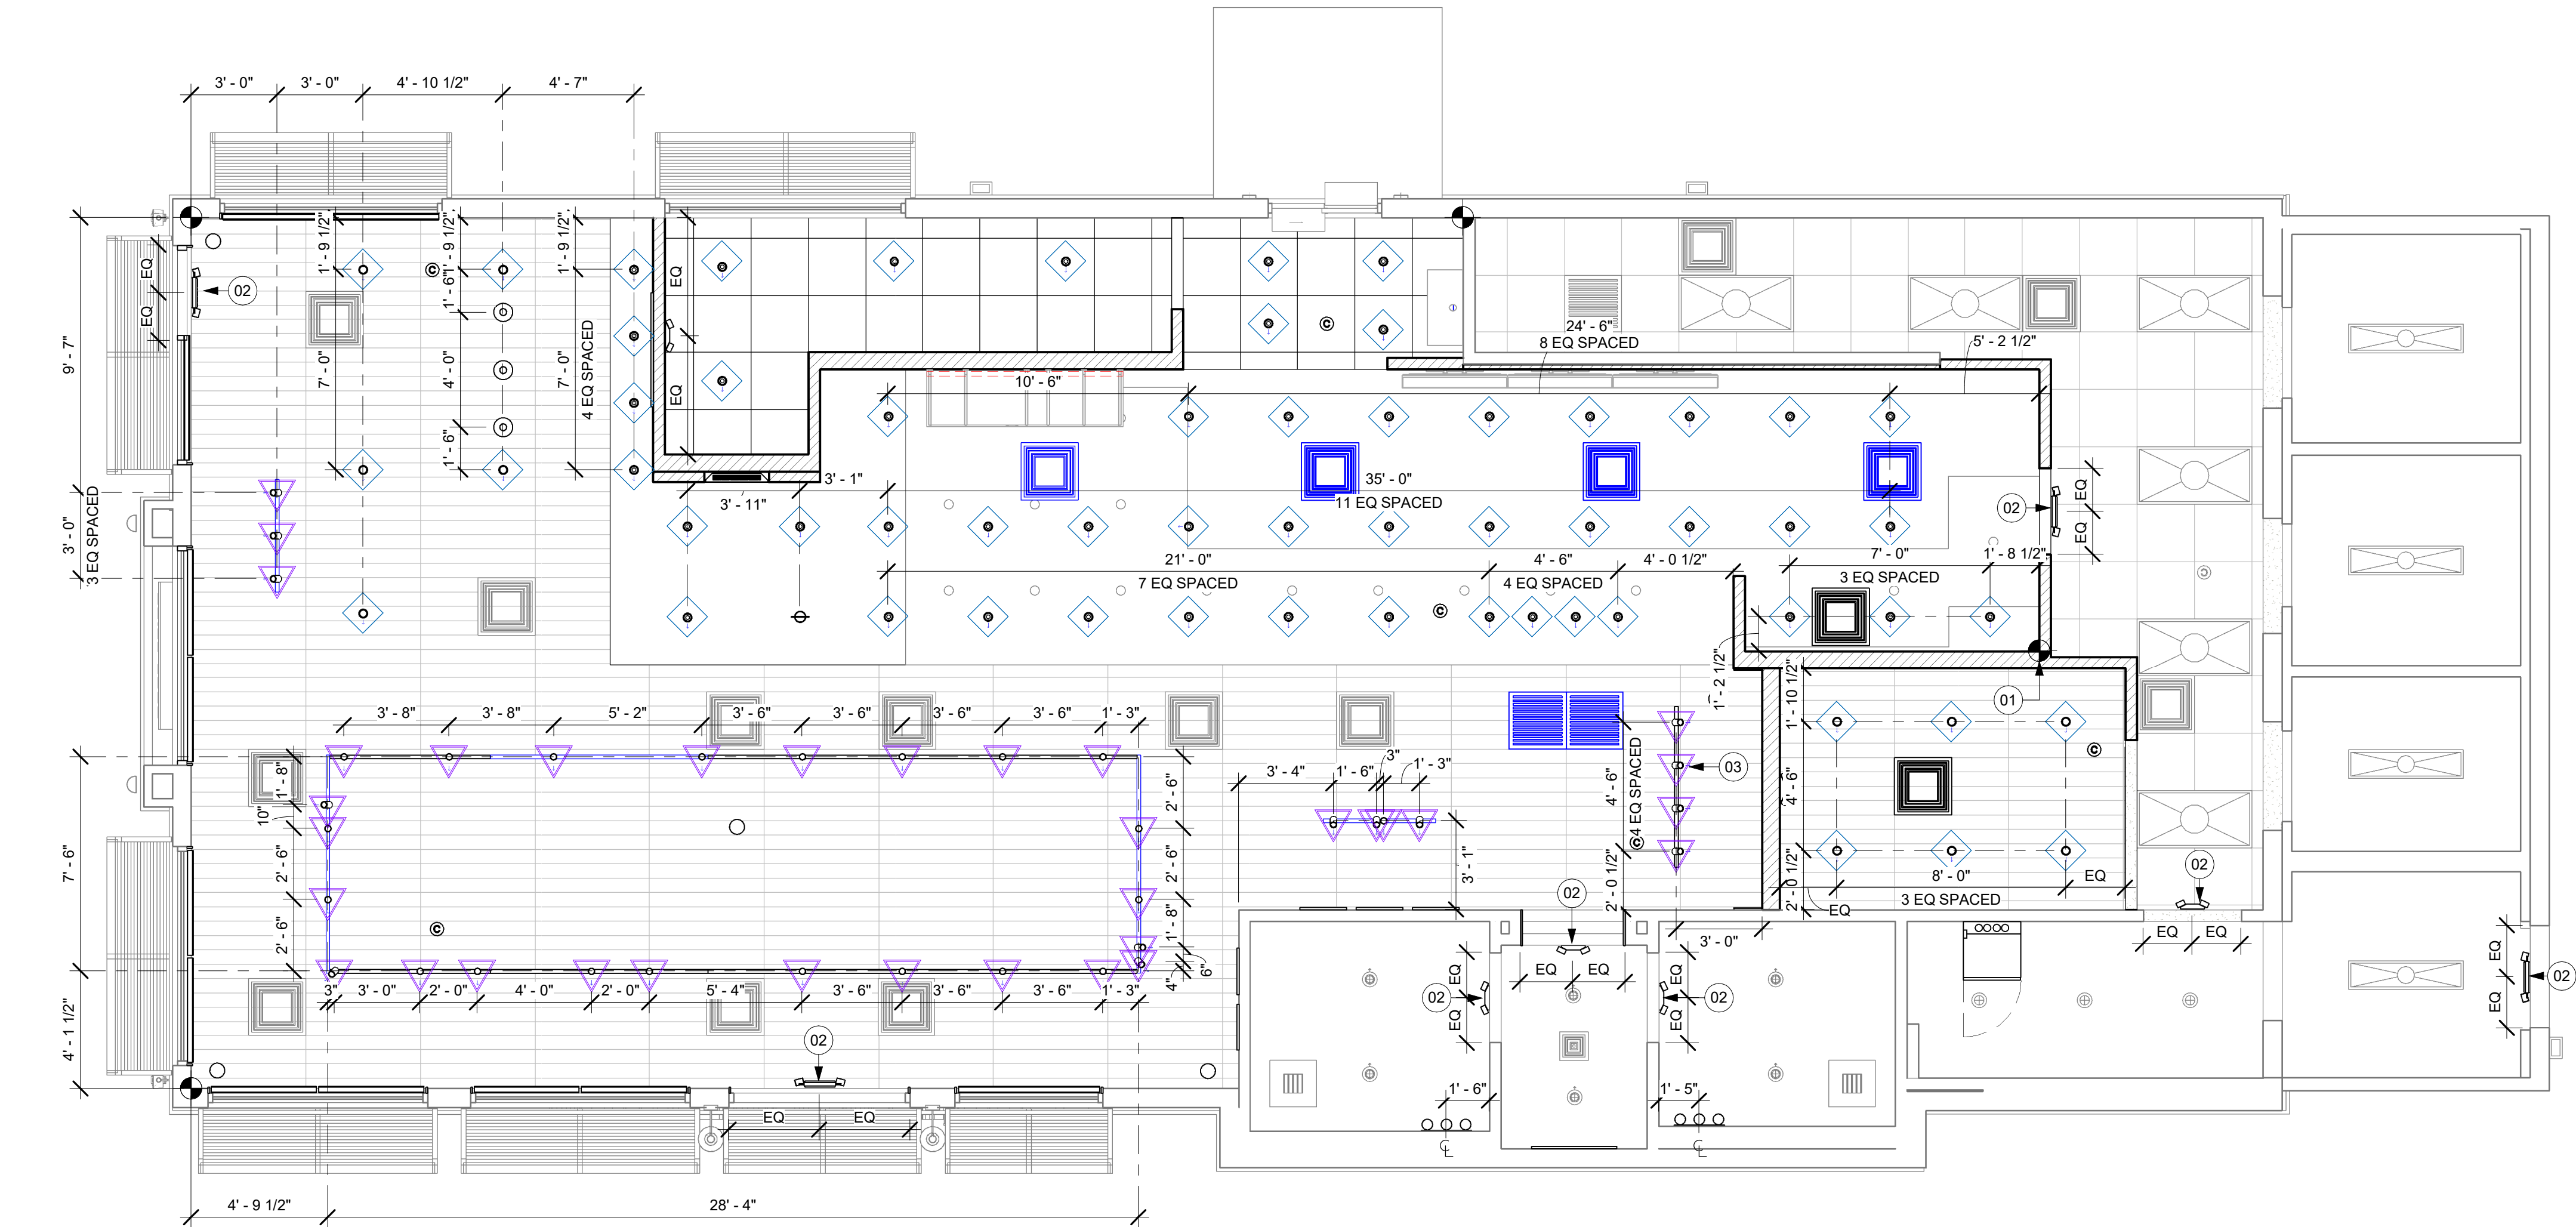 3' - 0"
3' - 0"
4' - 10 1/2"
4' - 7"
1' - 9 1/2"
1' - 9 1/2"
1' - 9 1/2"
EQ
EQ
02
©
1' - 6"
EQ
©
9' - 7"
7' - 0"
4' - 0"
7' - 0"
4 EQ SPACED
EQ
24' - 6"
8 EQ SPACED
5' - 2 1/2"
10' - 6"
1' - 6"
3' - 1"
3' - 11"
35' - 0"
11 EQ SPACED
02
EQ
EQ
3' - 0"
3 EQ SPACED
21' - 0"
7 EQ SPACED
4' - 6"
4 EQ SPACED
4' - 0 1/2"
7' - 0"
3 EQ SPACED
1' - 8 1/2"
©
©
1' - 2 1/2"
1' - 10 1/2"
01
3' - 8"
3' - 8"
5' - 2"
3' - 6"
3' - 6"
3' - 6"
3' - 6"
1' - 3"
©
1' - 8"
10"
2' - 6"
3' - 4"
1' - 6"
3"
1' - 3"
4' - 6"
4 EQ SPACED
03
4' - 6"
©
7' - 6"
2' - 6"
2' - 6"
3' - 1"
2' - 0 1/2"
2' - 0 1/2"
8' - 0"
3 EQ SPACED
EQ
EQ
02
02
©
2' - 6"
1' - 8"
6"
4"
3' - 0"
EQ
EQ
3"
3' - 0"
2' - 0"
4' - 0"
2' - 0"
5' - 4"
3' - 6"
3' - 6"
3' - 6"
1' - 3"
02
EQ
EQ
EQ
EQ
EQ
EQ
02
EQ
EQ
02
4' - 1 1/2"
02
1' - 6"
1' - 5"
EQ
EQ
CL
CL
4' - 9 1/2"
28' - 4"